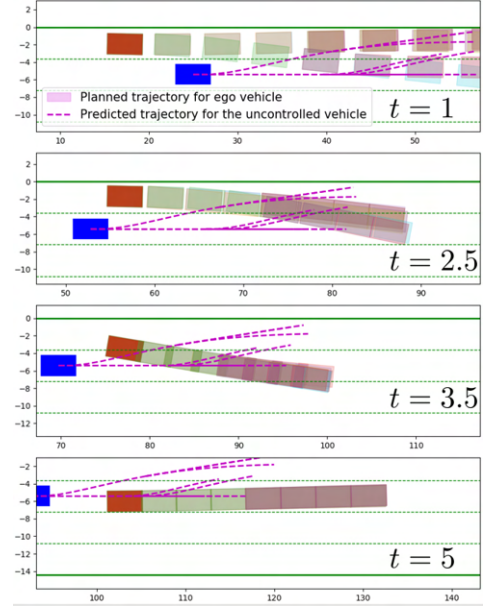 2
0
−2
−4
−6
−8
−10
Planned trajectory for ego vehicle
Predicted trajectory for the uncontrolled vehicle
t = 1
10 20 30 40 50
2
0
−2
−4
−6
−8
−10
t = 2.5
50 60 70 80 90
0
−2
−4
−6
−8
−10
−12
t = 3.5
70 80 90 100 110
−2
−4
−6
−8
−10
−12
−14
t = 5
100 110 120 130 140